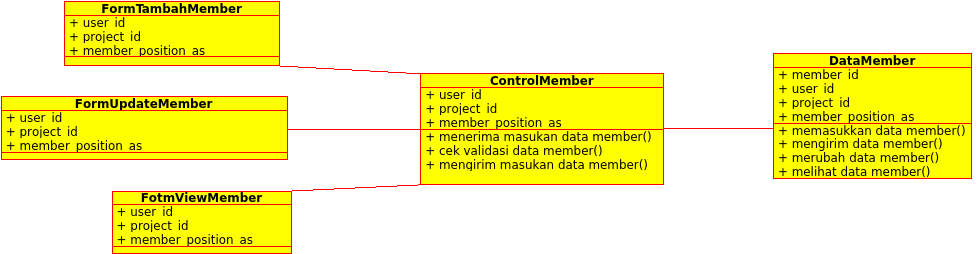 FormTambahMember
+ user_id
+ project_id
+ member_position_as
FormUpdateMember
+ user_id
+ project_id
+ member_position_as
FotmViewMember
+ user_id
+ project_id
+ member_position_as
ControlMember
+ user_id
+ project_id
+ member_position_as
+ menerima masukan data member()
+ cek validasi data member()
+ mengirim masukan data member()
DataMember
+ member_id
+ user_id
+ project_id
+ member_position_as
+ memasukkan data member()
+ mengirim data member()
+ merubah data member()
+ melihat data member()